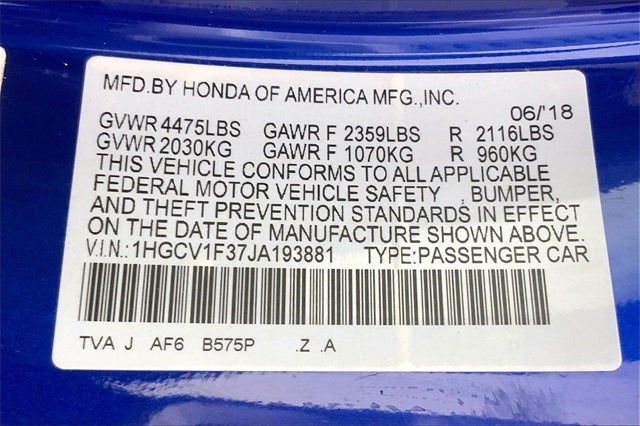 MFD.BY HONDA OF AMERICA MFG.,INC.
06/'18
GVWR 4475LBS GAWR F 2359LBS R 2116LBS
GVWR 2030KG GAWR F 1070KG R 960KG
THIS VEHICLE CONFORMS TO ALL APPLICABLE
FEDERAL MOTOR VEHICLE SAFETY , BUMPER,
AND THEFT PREVENTION STANDARDS IN EFFECT
ON THE DATE OF MANUFACTURE SHOWN ABOVE.
V.I.N.:1HGCV1F37JA193881 TYPE:PASSENGER CAR
TVA J AF6 B575P .Z .A